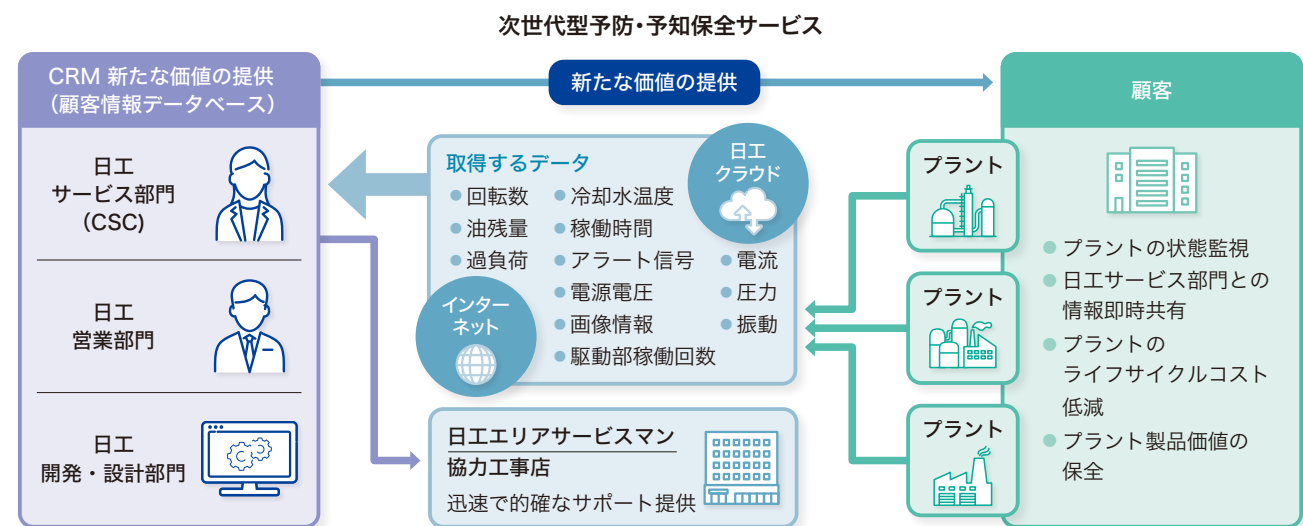 次世代型予防・予知保全サービス
CRM 新たな価値の提供
（顧客情報データベース）
日工
サービス部門
（CSC）
日工
営業部門
日工
開発・設計部門
新たな価値の提供
取得するデータ
日工
クラウド
回転数
冷却水温度
油残量
稼働時間
過負荷
アラート信号
電流
電源電圧
圧力
画像情報
振動
駆動部稼働回数
インター
ネット
日工エリアサービスマン
協力工事店
迅速で的確なサポート提供
プラント
プラント
プラント
顧客
プラントの状態監視
日工サービス部門との
情報即時共有
プラントの
ライフサイクルコスト
低減
プラント製品価値の
保全